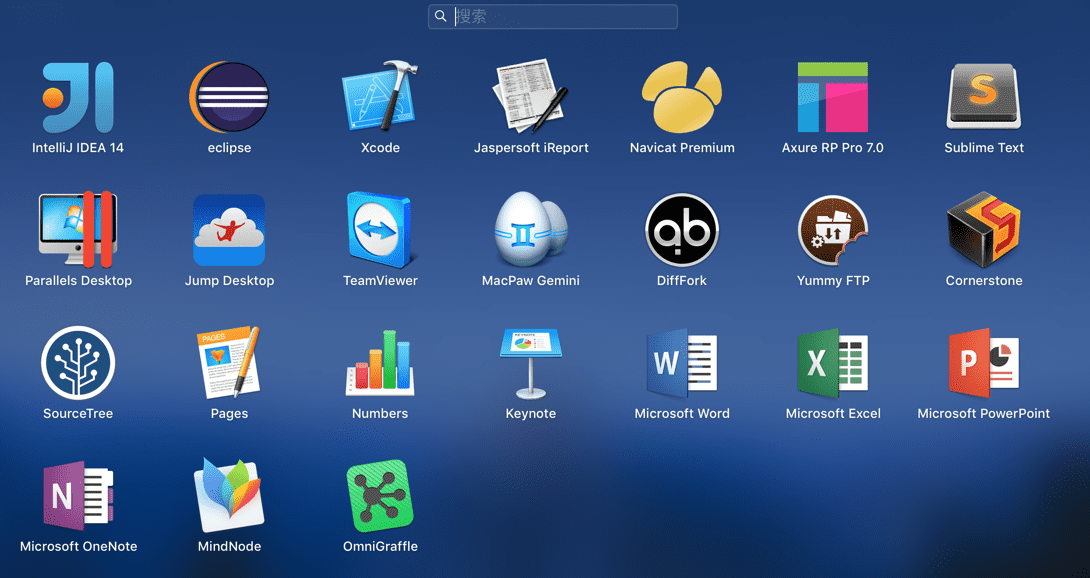 搜索
IntelliJ IDEA 14
eclipse
Xcode
Jaspersoft iReport
Navicat Premium
Axure RP Pro 7.0
Sublime Text
Parallels Desktop
Jump Desktop
TeamViewer
MacPaw Gemini
DiffFork
Yummy FTP
Cornerstone
PAGES
KEYNOTE
SourceTree
Pages
Numbers
Keynote
Microsoft Word
Microsoft Excel
Microsoft PowerPoint
Microsoft OneNote
MindNode
OmniGraffle